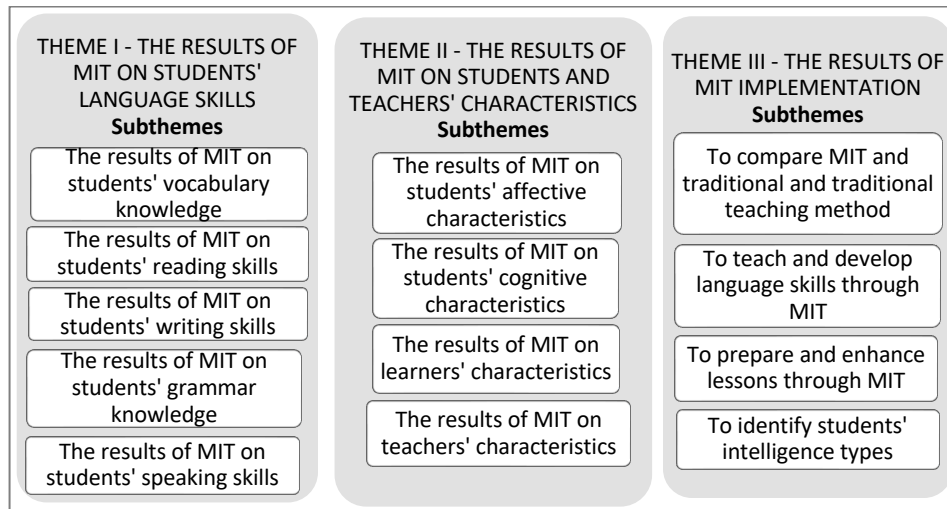 THEME I - THE RESULTS OF
MIT ON STUDENTS'
LANGUAGE SKILLS
Subthemes
The results of MIT on
students' vocabulary
knowledge
The results of MIT on
students' reading skills
The results of MIT on
students' writing skills
The results of MIT on
students' grammar
knowledge
The results of MIT on
students' speaking skills
THEME II - THE RESULTS OF
MIT ON STUDENTS AND
TEACHERS' CHARACTERISTICS
Subthemes
The results of MIT on
students' affective
characteristics
The results of MIT on
students' cognitive
characteristics
The results of MIT on
learners' characteristics
The results of MIT on
teachers' characteristics
THEME III - THE RESULTS OF
MIT IMPLEMENTATION
Subthemes
To compare MIT and
traditional and traditional
teaching method
To teach and develop
language skills through
MIT
To prepare and enhance
lessons through MIT
To identify students'
intelligence types